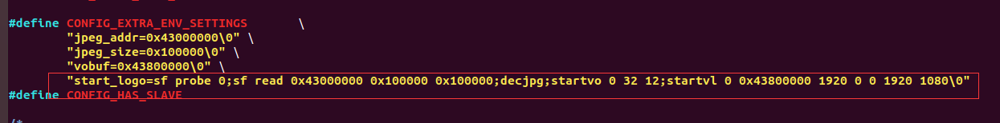 #define CONFIG_EXTRA_ENV_SETTINGS \
"jpeg_addr=0x43000000\0" \
"jpeg_size=0x100000\0" \
"vobuf=0x43800000\0" \
"start_logo=sf probe 0;sf read 0x43000000 0x100000 0x100000;decjpg;startvo 0 32 12;startvl 0 0x43800000 1920 0 0 1920 1080\0"
#define CONFIG_HAS_SLAVE
/*